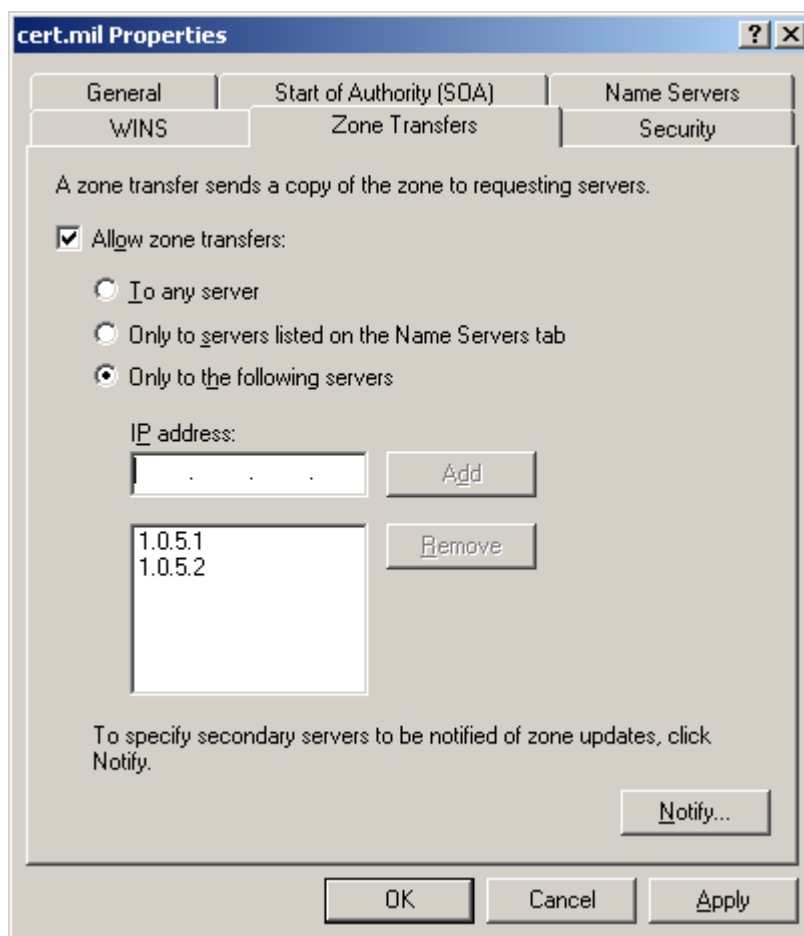 cert.mil Properties
General
Start of Authority (SOA)
Name Servers
WINS
Zone Transfers
Security
A zone transfer sends a copy of the zone to requesting servers.
Allow zone transfers:
To any server
Only to servers listed on the Name Servers tab
Only to the following servers
IP address:
. . .
Add
1.0.5.1
Remove
1.0.5.2
To specify secondary servers to be notified of zone updates, click
Notify.
Notify...
OK
Cancel
Apply